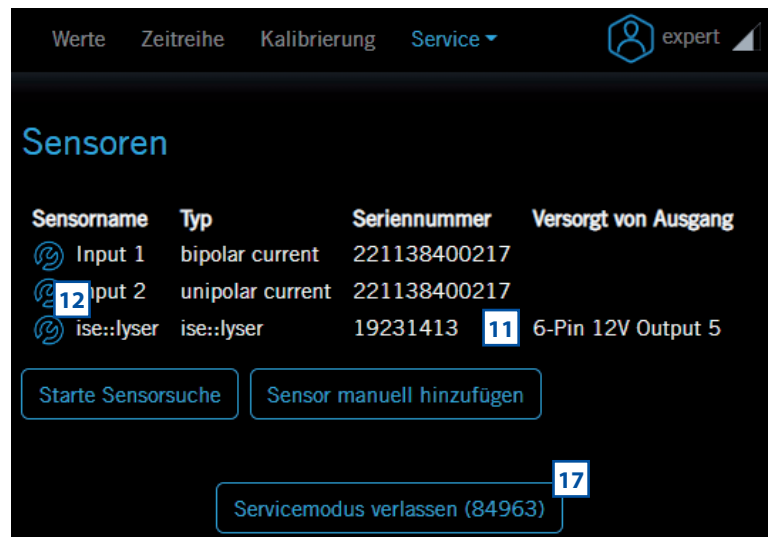 Werte Zeitreihe Kalibrierung Service expert
Sensoren
Sensorname Typ Seriennummer Versorgt von Ausgang
Input 1 bipolar current 221138400217
12 nput 2 unipolar current 221138400217
ise::lyser ise::lyser 19231413 11 6-Pin 12V Output 5
Starte Sensorsuche Sensor manuell hinzufügen
17
Servicemodus verlassen (84963)